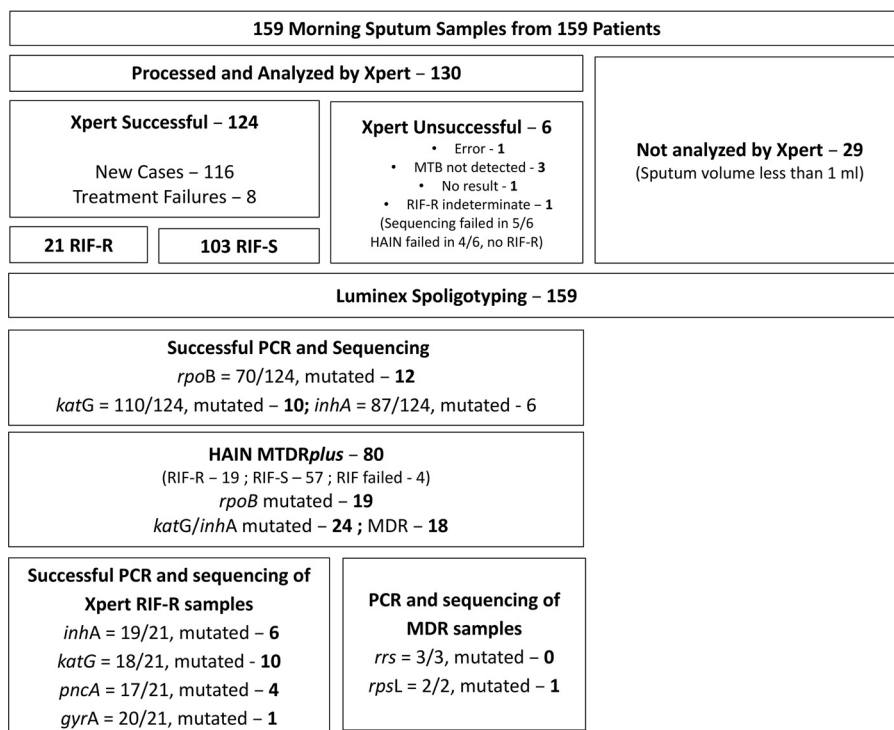 159 Morning Sputum Samples from 159 Patients
Processed and Analyzed by Xpert – 130
Xpert Successful – 124
New Cases – 116
Treatment Failures – 8
21 RIF-R
103 RIF-S
Xpert Unsuccessful – 6
• Error - 1
• MTB not detected - 3
• No result - 1
• RIF-R indeterminate – 1
(Sequencing failed in 5/6
HAIN failed in 4/6, no RIF-R)
Not analyzed by Xpert – 29
(Sputum volume less than 1 ml)
Luminex Spoligotyping – 159
Successful PCR and Sequencing
rpoB = 70/124, mutated – 12
katG = 110/124, mutated – 10; inhA = 87/124, mutated - 6
HAIN MTDRplus – 80
(RIF-R – 19 ; RIF-S – 57 ; RIF failed - 4)
rpoB mutated – 19
katG/inhA mutated – 24 ; MDR – 18
Successful PCR and sequencing of
Xpert RIF-R samples
inhA = 19/21, mutated – 6
katG = 18/21, mutated - 10
pncA = 17/21, mutated – 4
gyrA = 20/21, mutated – 1
PCR and sequencing of
MDR samples
rrs = 3/3, mutated – 0
rpsL = 2/2, mutated – 1